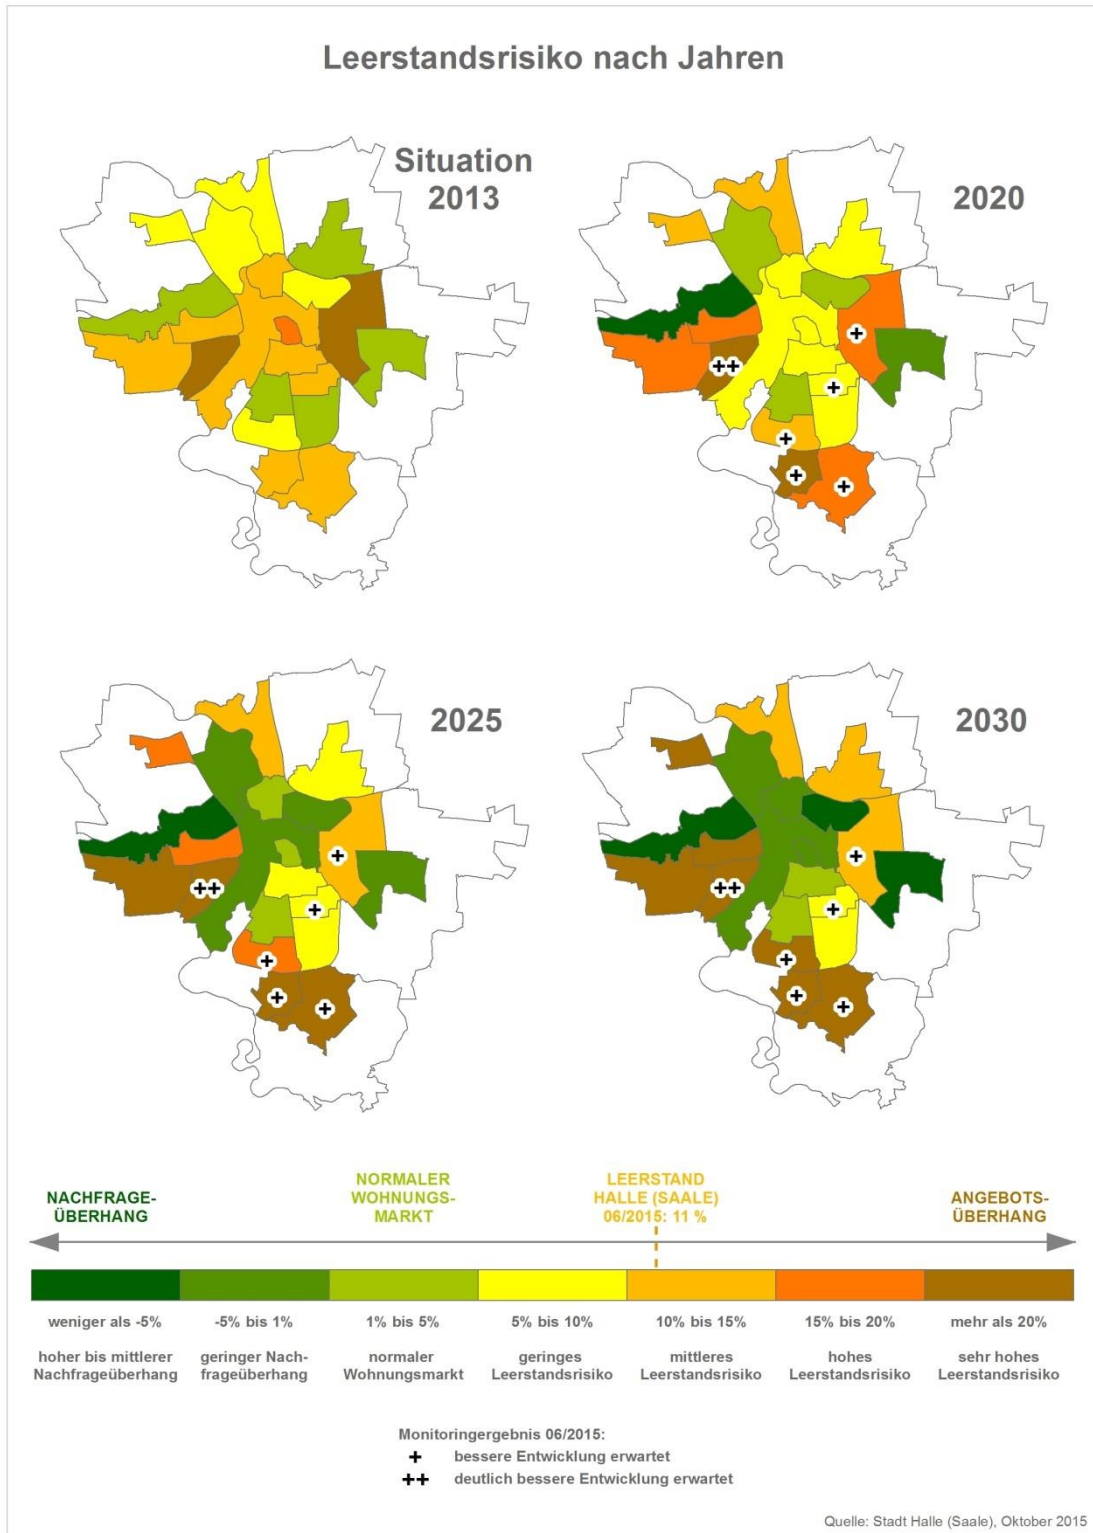 Leerstandsrisiko nach Jahren
Situation
2013
2020
+
++
+
+
+
+
2025
2030
+
++
+
+
+
+
+
++
+
+
+
+
NACHFRAGE-
ÜBERHANG
NORMALER
WOHNUNGS-
MARKT
LEERSTAND
HALLE (SAALE)
06/2015: 11 %
ANGEBOTS-
ÜBERHANG
weniger als -5%
-5% bis 1%
1% bis 5%
5% bis 10%
10% bis 15%
15% bis 20%
mehr als 20%
hoher bis mittlerer
Nachfrageüberhang
geringer Nach-
frageüberhang
normaler
Wohnungsmarkt
geringes
Leerstandsrisiko
mittleres
Leerstandsrisiko
hohes
Leerstandsrisiko
sehr hohes
Leerstandsrisiko
Monitoringergebnis 06/2015:
+ bessere Entwicklung erwartet
++ deutlich bessere Entwicklung erwartet
Quelle: Stadt Halle (Saale), Oktober 2015